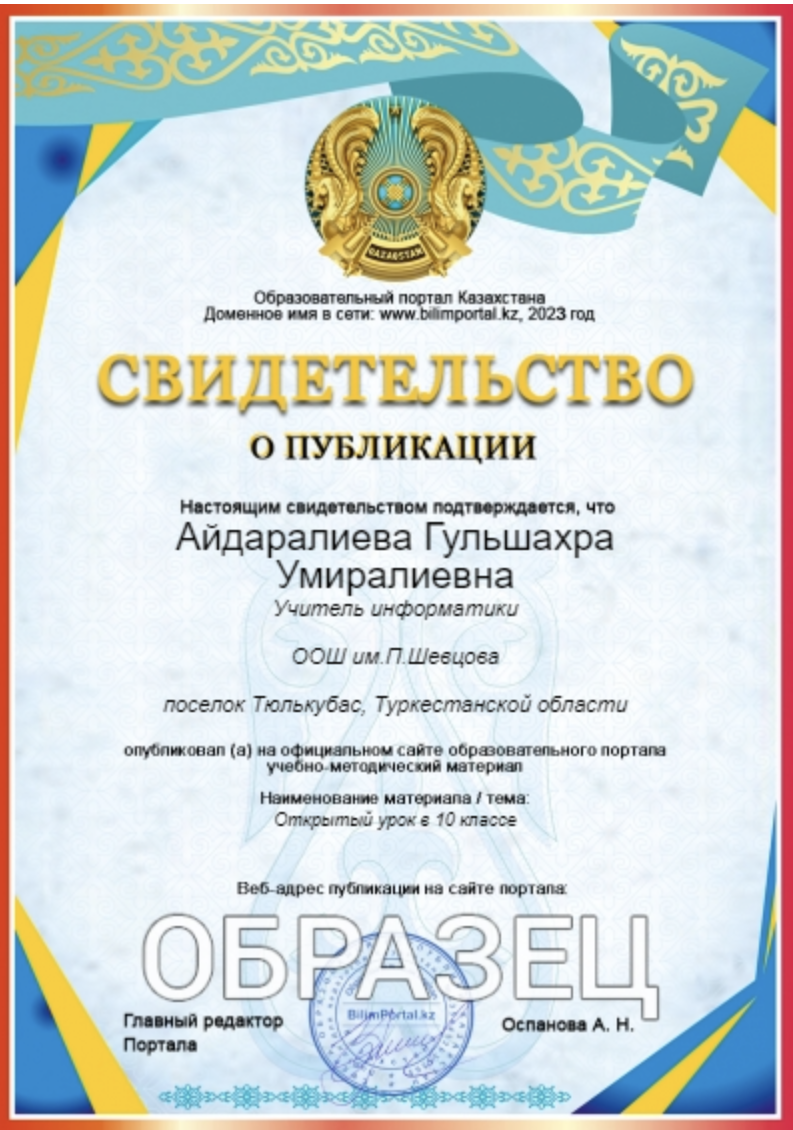 QAZAQSTAN
Образовательный портал Казахстана
Доменное имя в сети: www.bilimportal.kz, 2023 год
СВИДЕТЕЛЬСТВО
О ПУБЛИКАЦИИ
Настоящим свидетельством подтверждается, что
Айдаралиева Гульшахра
Умиралиевна
Учитель информатики
ООШ им.П.Шевцова
поселок Тюлькубас, Туркестанской области
опубликовал (а) на официальном сайте образовательного портала
учебно-методический материал
Наименование материала / тема:
Открытый урок в 10 классе
Веб-адрес публикации на сайте портала:
ОБРАЗЕЦ
BilimPortal.kz
Главный редактор
Портала
Оспанова А. Н.